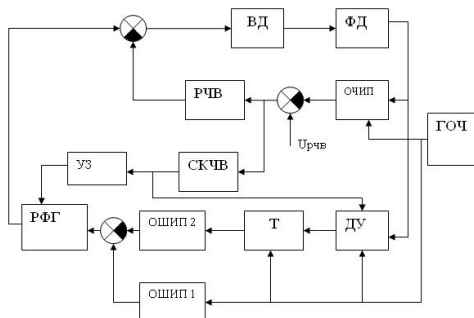 ВД
ФД
РЧВ
ОЧИП
ГОЧ
Uрчв
УЗ
СКЧВ
РФГ
ОШИП 2
Т
ДУ
ОШИП 1